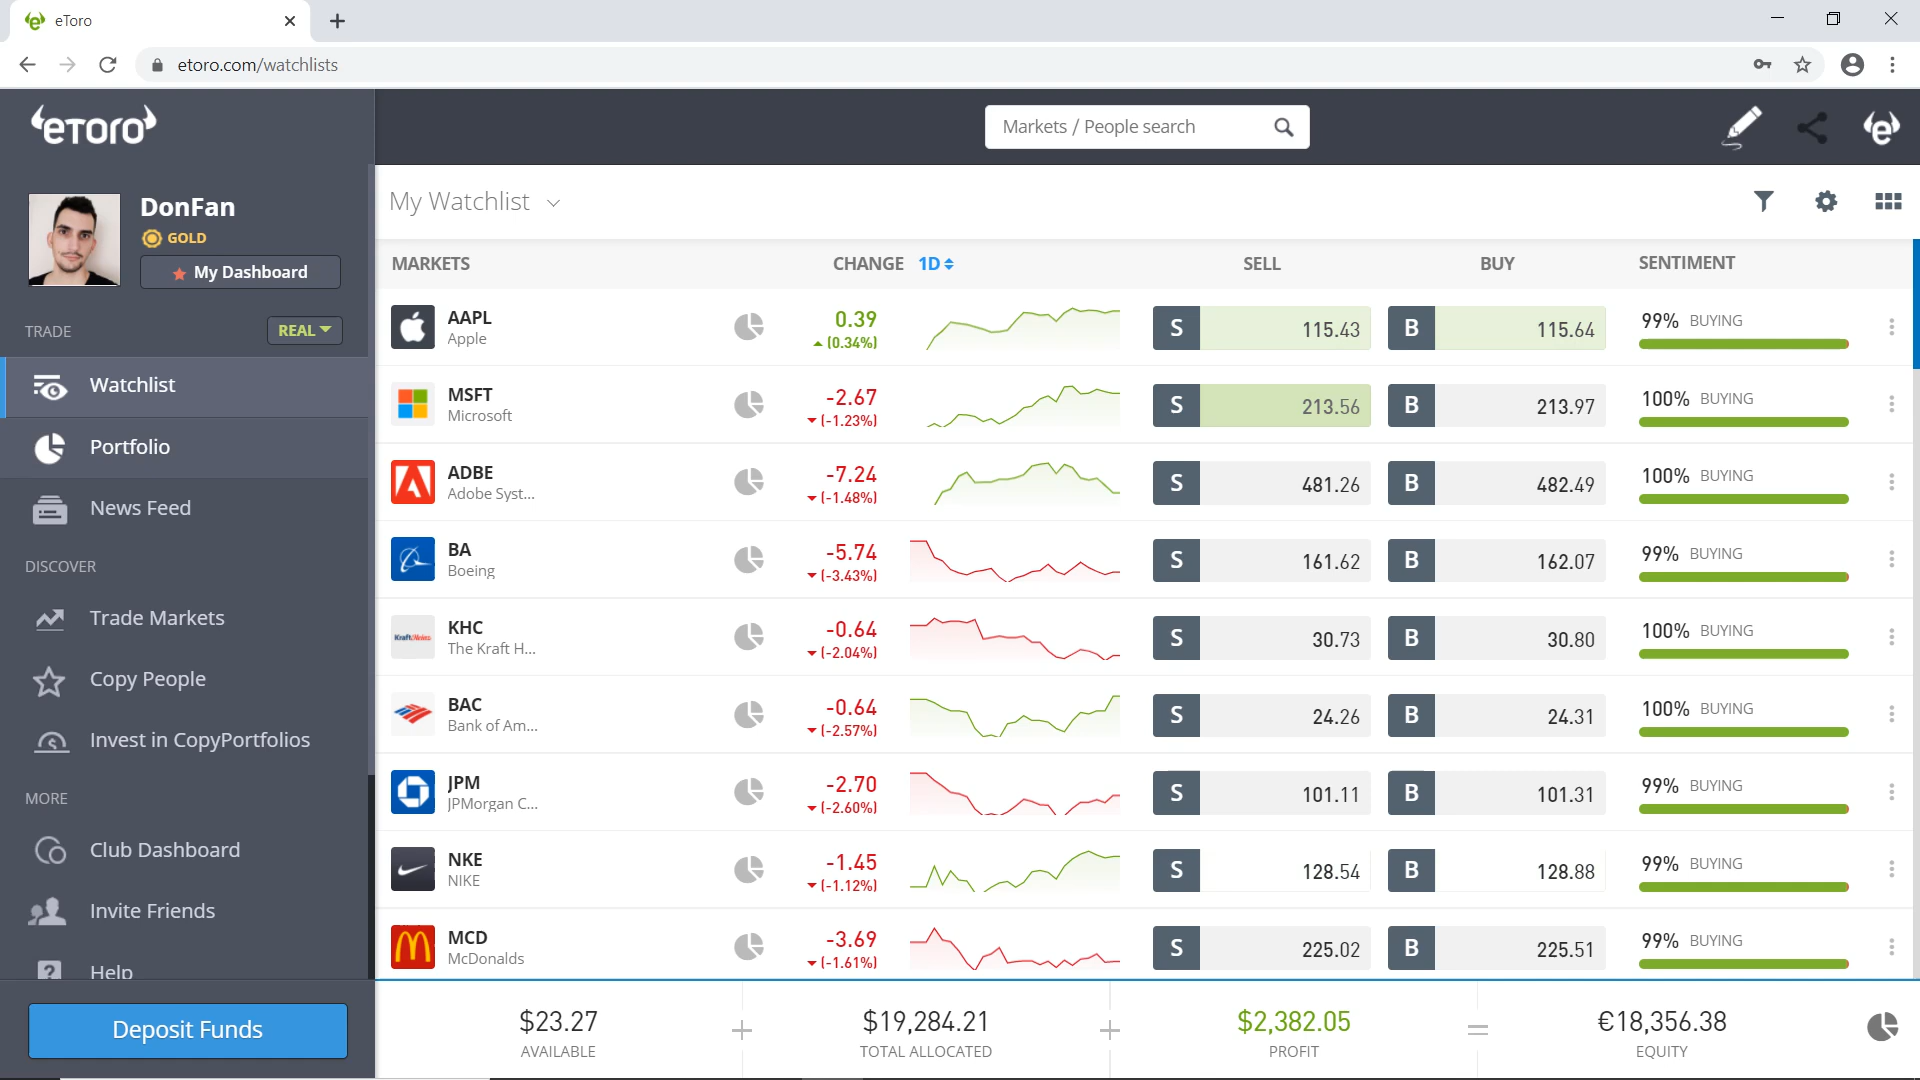 eToro
etoro.com/watchlists
eToro
Markets / People search
DonFan
GOLD
My Dashboard
TRADE
REAL
Watchlist
Portfolio
News Feed
DISCOVER
Trade Markets
Copy People
Invest in CopyPortfolios
MORE
Club Dashboard
Invite Friends
Help
Deposit Funds
My Watchlist
MARKETS CHANGE 1D SELL BUY SENTIMENT
AAPL 0.39 S 115.43 B 115.64 99% BUYING
Apple (0.34%)
MSFT -2.67 S 213.56 B 213.97 100% BUYING
Microsoft (-1.23%)
ADBE -7.24 S 481.26 B 482.49 100% BUYING
Adobe Syst... (-1.48%)
BA -5.74 S 161.62 B 162.07 99% BUYING
Boeing (-3.43%)
KHC -0.64 S 30.73 B 30.80 100% BUYING
Kraft Heinz
The Kraft H... (-2.04%)
BAC -0.64 S 24.26 B 24.31 100% BUYING
Bank of Am... (-2.57%)
JPM -2.70 S 101.11 B 101.31 99% BUYING
JPMorgan C... (-2.60%)
NKE -1.45 S 128.54 B 128.88 99% BUYING
NIKE (-1.12%)
MCD -3.69 S 225.02 B 225.51 99% BUYING
McDonalds (-1.61%)
$23.27 + $19,284.21 + $2,382.05 = €18,356.38
AVAILABLE TOTAL ALLOCATED PROFIT EQUITY